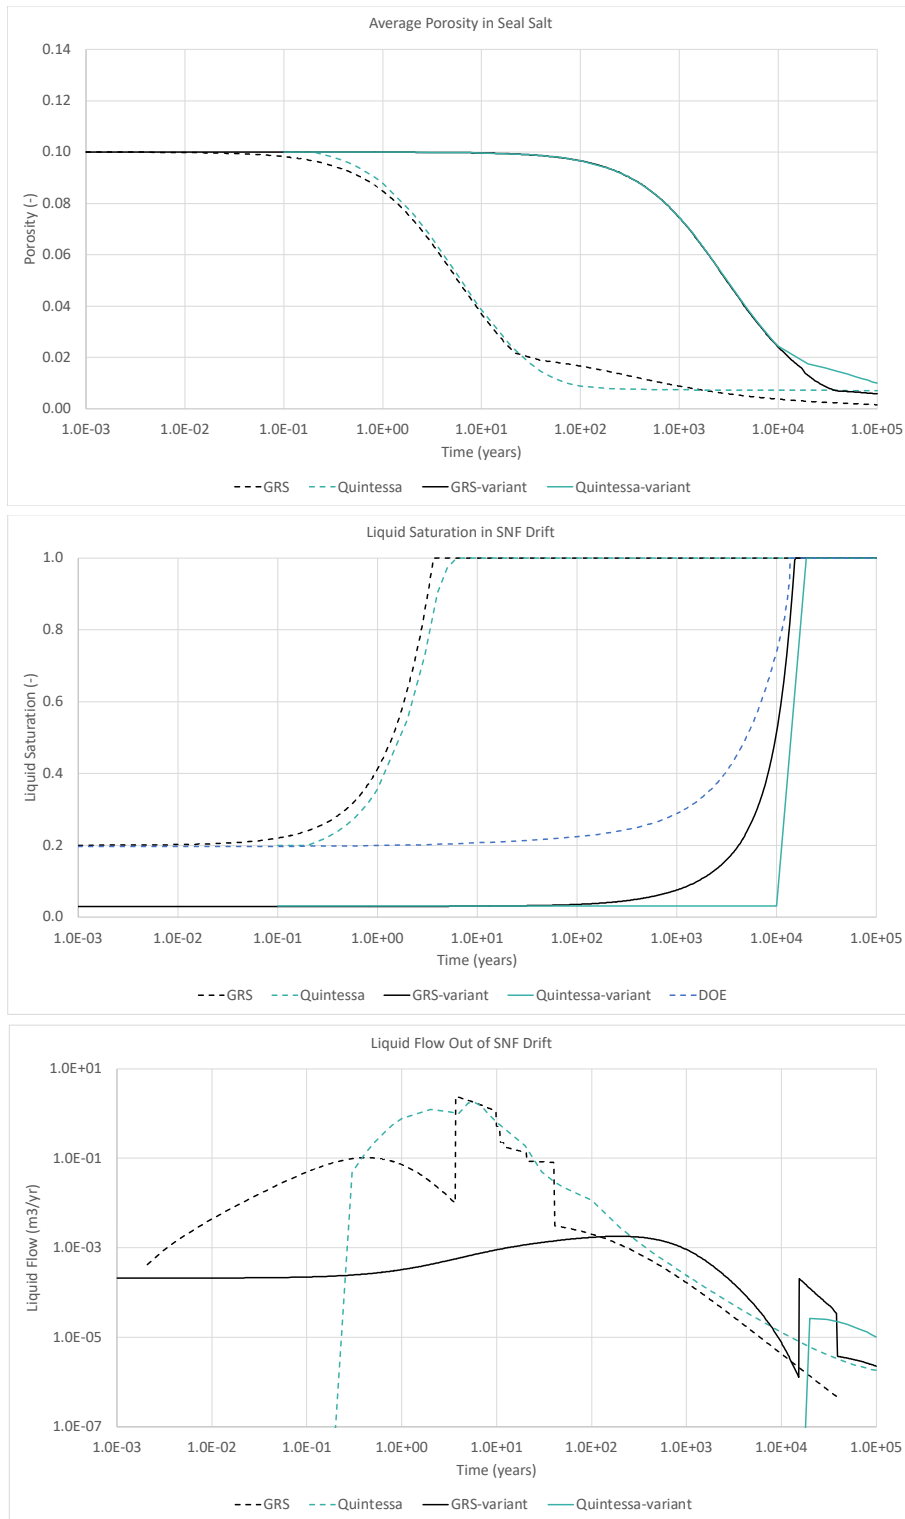 Average Porosity in Seal Salt
0.14
0.12
0.10
0.08
0.06
0.04
0.02
0.00
Porosity (-)
1.0E-03 1.0E-02 1.0E-01 1.0E+00 1.0E+01 1.0E+02 1.0E+03 1.0E+04 1.0E+05
Time (years)
GRS Quintessa GRS-variant Quintessa-variant
Liquid Saturation in SNF Drift
1.0
0.8
0.6
0.4
0.2
0.0
Liquid Saturation (-)
1.0E-03 1.0E-02 1.0E-01 1.0E+00 1.0E+01 1.0E+02 1.0E+03 1.0E+04 1.0E+05
Time (years)
GRS Quintessa GRS-variant Quintessa-variant DOE
Liquid Flow Out of SNF Drift
1.0E+01
1.0E-01
1.0E-03
1.0E-05
1.0E-07
Liquid Flow (m3/yr)
1.0E-03 1.0E-02 1.0E-01 1.0E+00 1.0E+01 1.0E+02 1.0E+03 1.0E+04 1.0E+05
Time (years)
GRS Quintessa GRS-variant Quintessa-variant